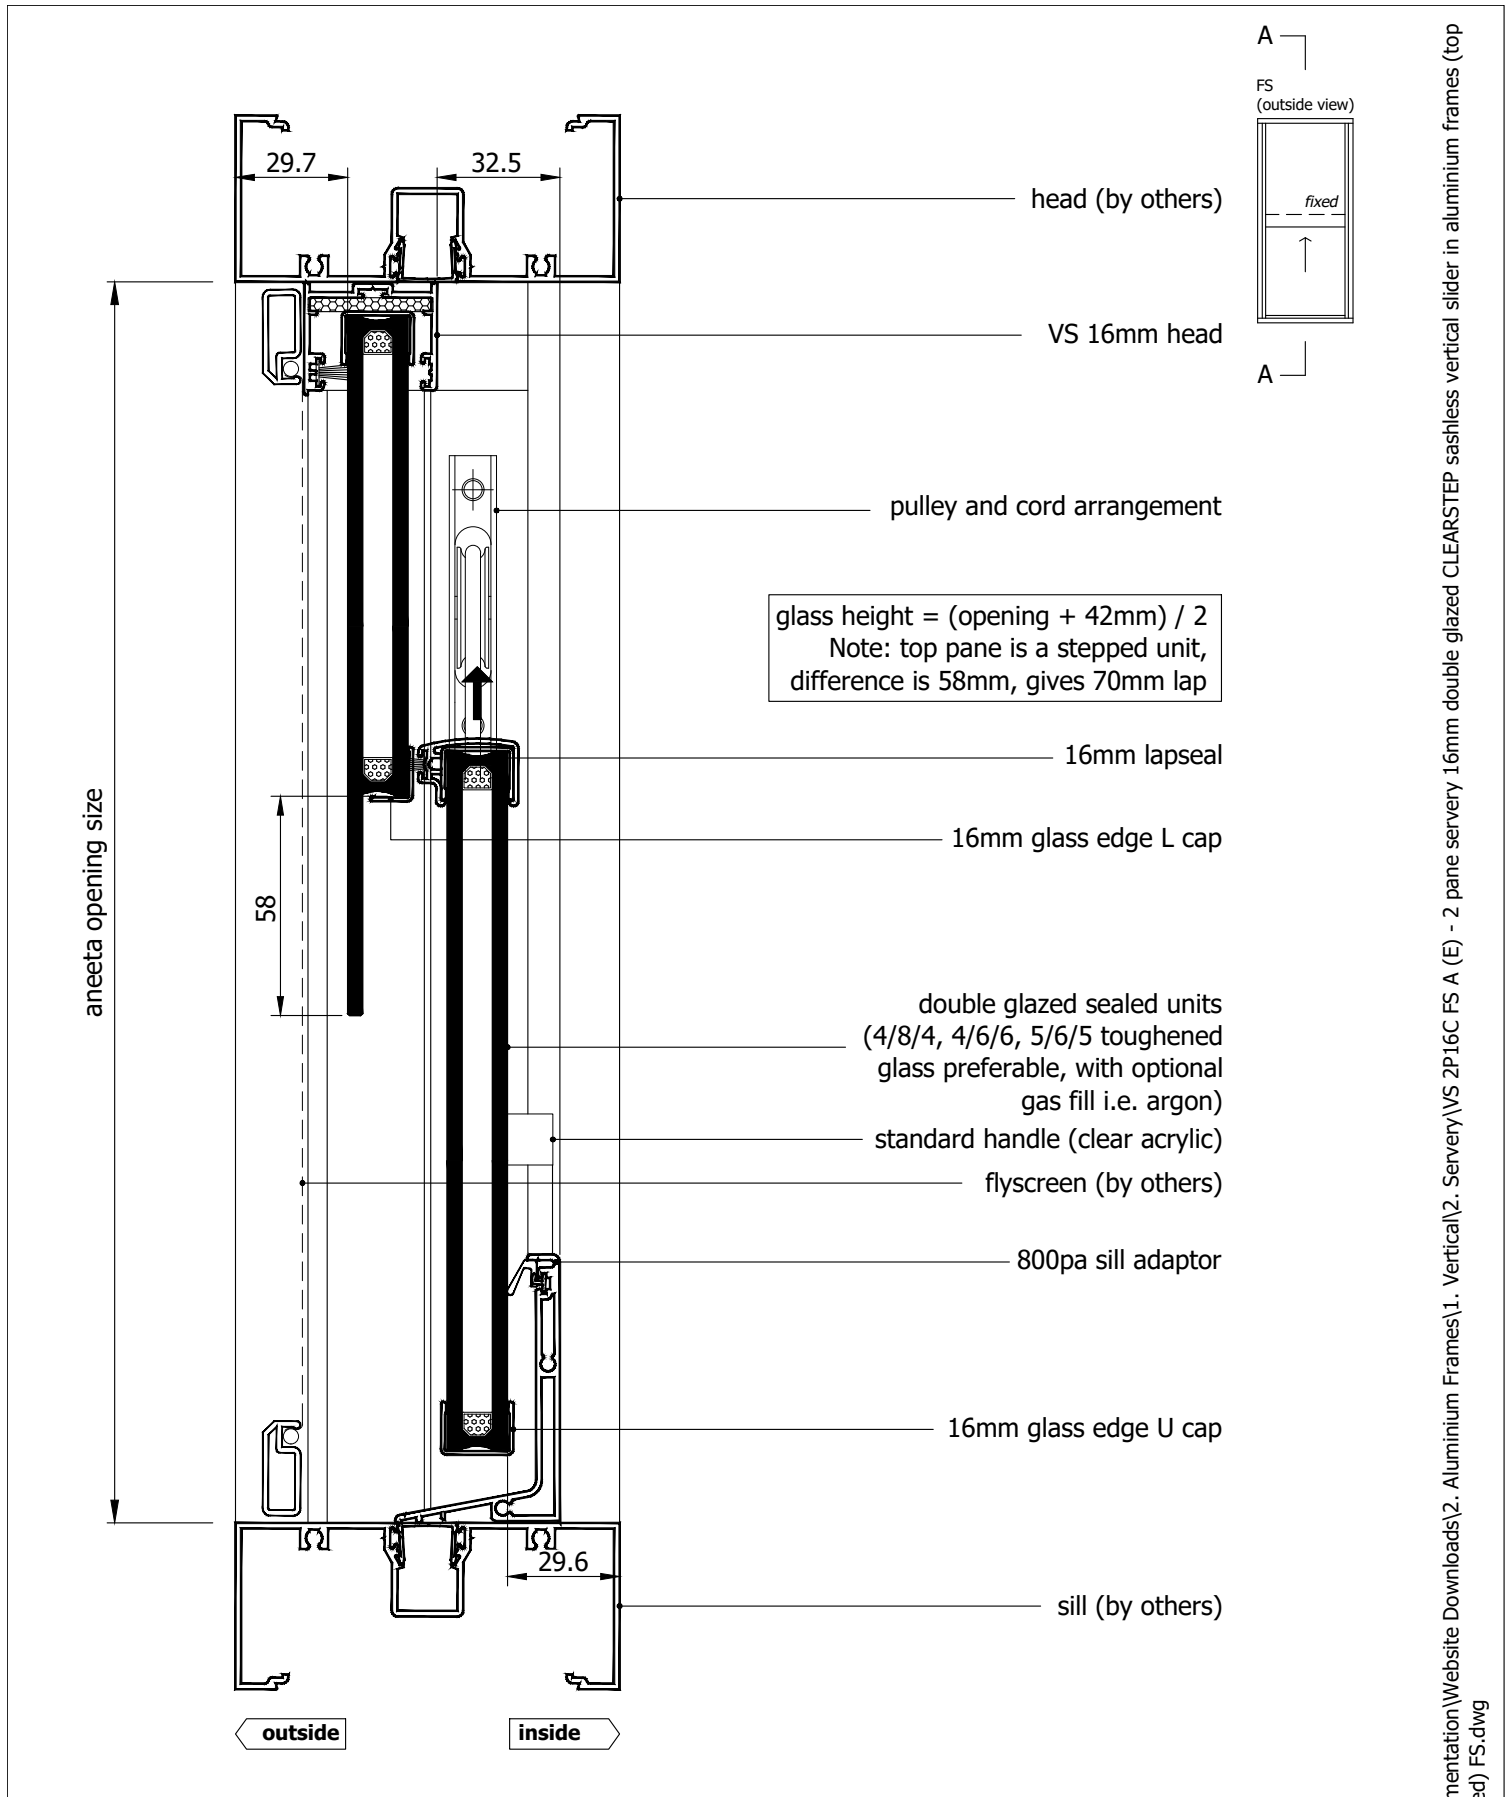 A
FS
(outside view)
fixed
A
29.7
32.5
head (by others)
VS 16mm head
pulley and cord arrangement
glass height = (opening + 42mm) / 2
Note: top pane is a stepped unit,
difference is 58mm, gives 70mm lap
16mm lapseal
16mm glass edge L cap
aneeta opening size
58
double glazed sealed units
(4/8/4, 4/6/6, 5/6/5 toughened
glass preferable, with optional
gas fill i.e. argon)
standard handle (clear acrylic)
flyscreen (by others)
800pa sill adaptor
16mm glass edge U cap
29.6
sill (by others)
outside
inside
mentation\Website Downloads\2. Aluminium Frames\1. Vertical\2. Servery\VS 2P16C FS A (E) - 2 pane servery 16mm double glazed CLEARSTEP sashless vertical slider in aluminium frames (top
ed) FS.dwg